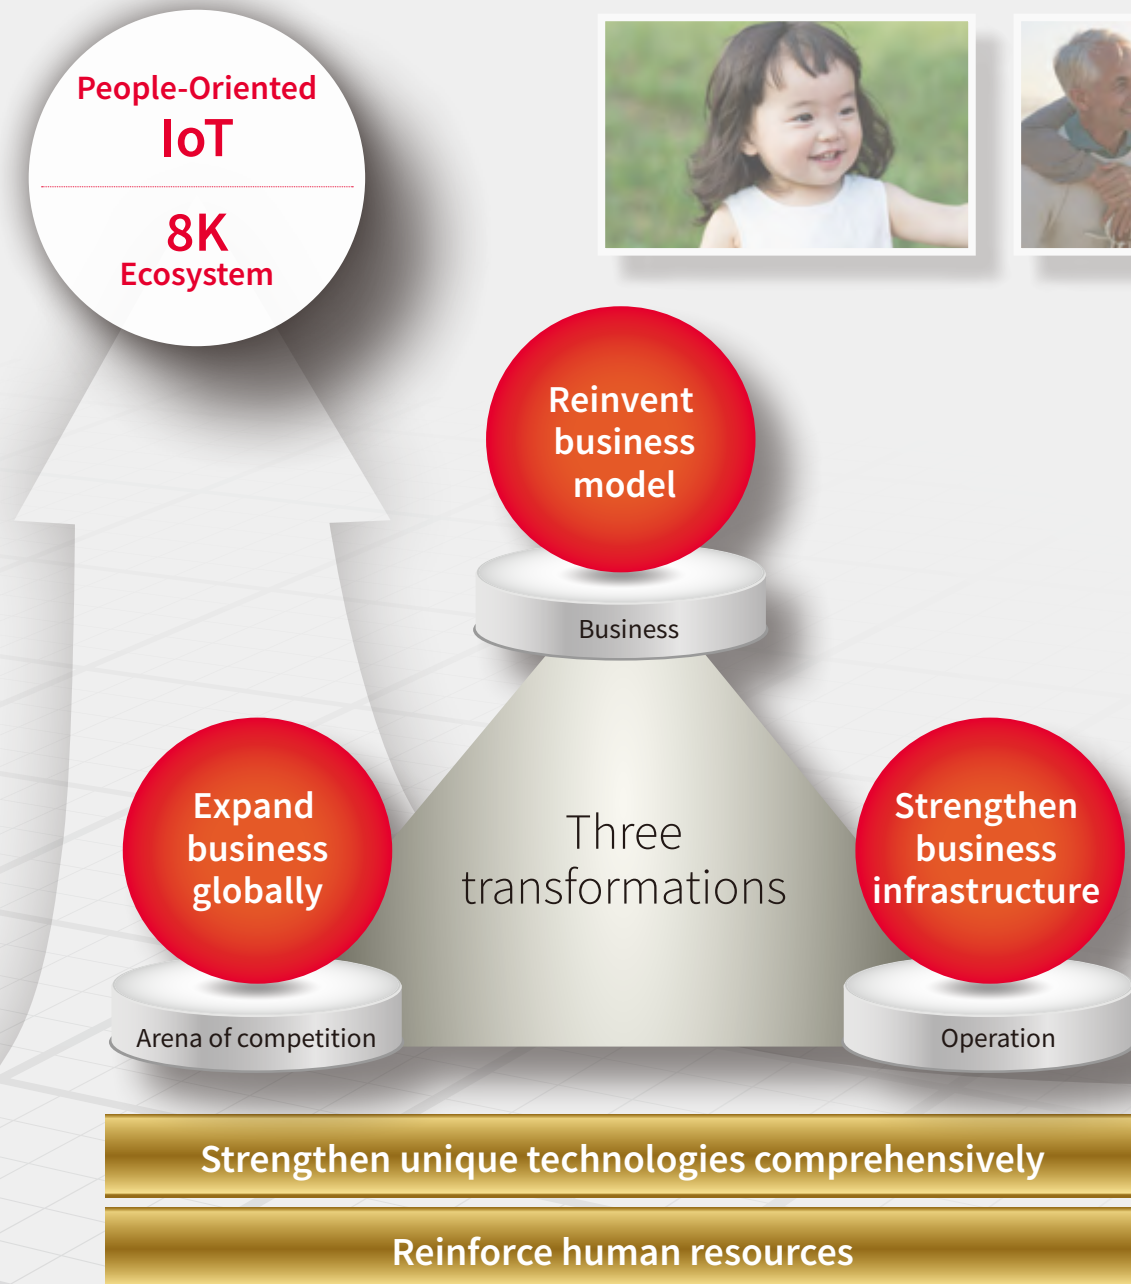 People-Oriented
IoT
8K
Ecosystem
Reinvent
business
model
Business
Expand
business
globally
Three
transformations
Strengthen
business
infrastructure
Arena of competition
Operation
Strengthen unique technologies comprehensively
Reinforce human resources